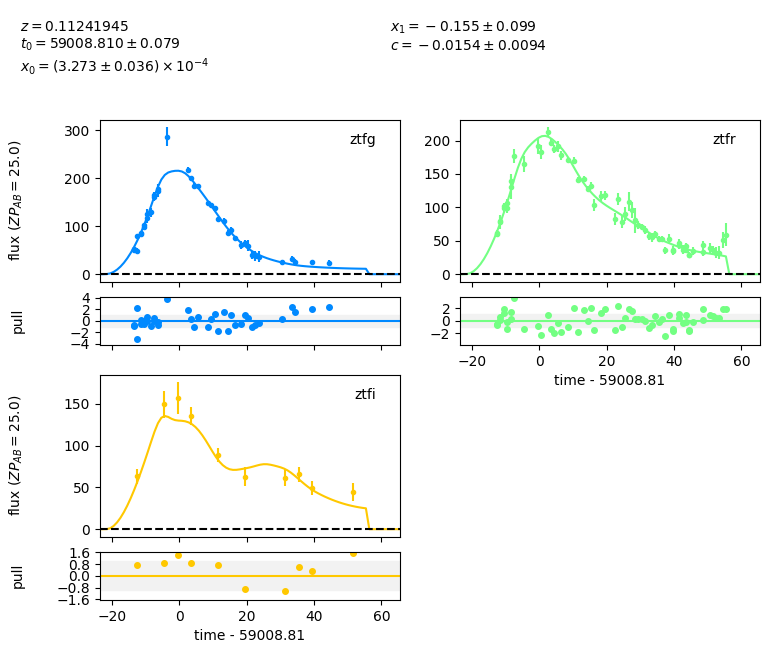 z = 0.11241945
t₀ = 59008.810 ± 0.079
x₀ = (3.273 ± 0.036) × 10⁻⁴
x₁ = −0.155 ± 0.099
c = −0.0154 ± 0.0094
ztfg
300
200
100
0
flux (ZP_AB = 25.0)
4
2
0
−2
−4
pull
ztfr
200
150
100
50
0
2
0
−2
−20 0 20 40 60
time - 59008.81
ztfi
150
100
50
0
flux (ZP_AB = 25.0)
1.6
0.8
0.0
−0.8
−1.6
pull
−20 0 20 40 60
time - 59008.81